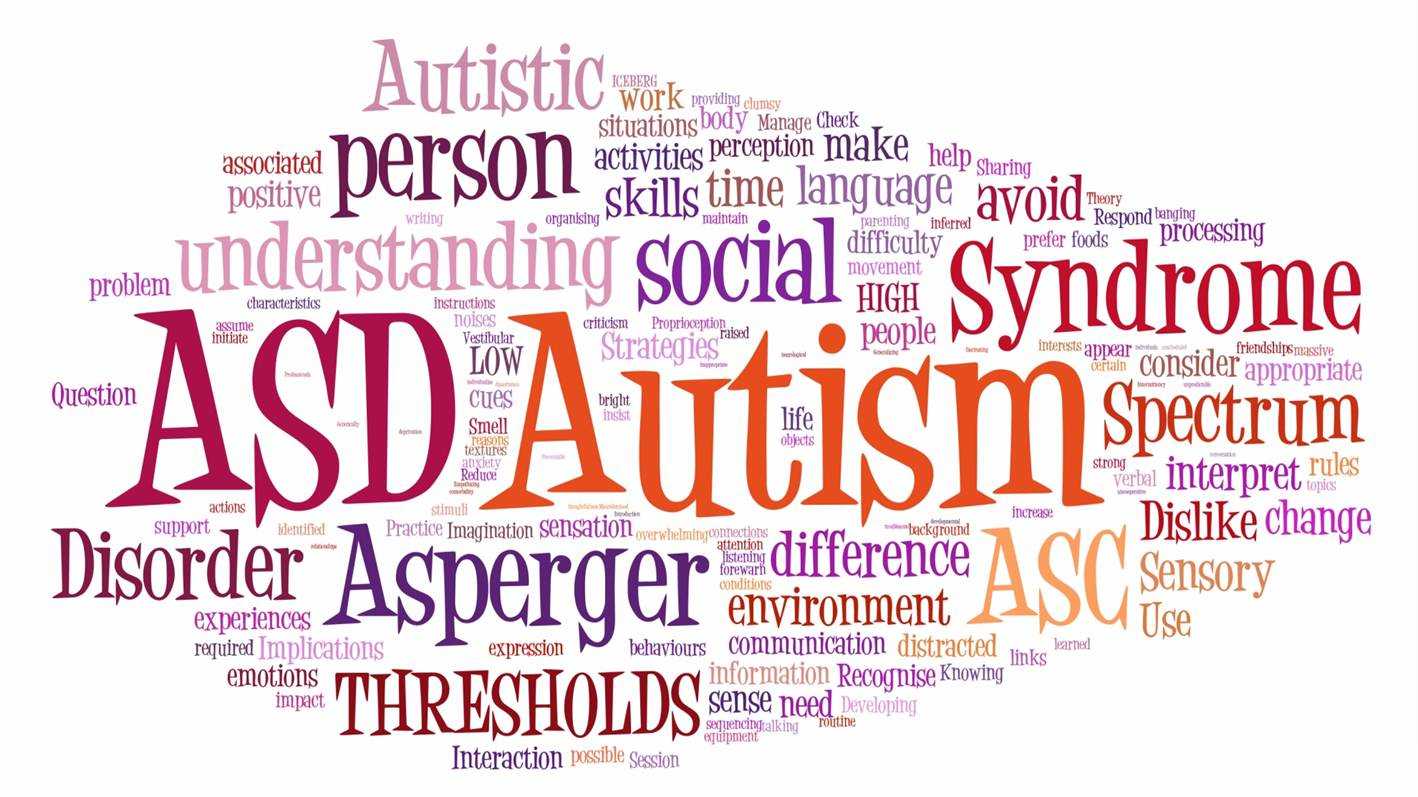 Autistic
ICEBERG
work
providing
clumsy
situations
body
Manage
Check
associated
person
activities
perception
make
help
Sharing
positive
skills
time
language
avoid
Theory
writing
organising
maintain
parenting
inferred
Respond
banging
understanding
social
difficulty
prefer
foods
processing
problem
movement
Syndrome
characteristics
instructions
HIGH
assume
initiate
noises
criticism
Proprioception
raised
people
Vestibular
Strategies
ASD
LOW
Autism
interests
appear
friendships
massive
certain
consider
appropriate
Question
cues
bright
insist
life
objects
Spectrum
Smell
reasons
textures
anxiety
Reduce
strong
verbal
interpret
rules
topics
actions
stimuli
increase
support
identified
Practice
Imagination
sensation
overwhelming
connections
background
Dislike
change
Disorder
Asperger
attention
listening
forewarn
conditions
difference
ASC
Sensory
Use
experiences
environment
required
Implications
expression
behaviours
communication
distracted
links
learned
emotions
impact
THRESHOLDS
information
Recognise
Knowing
sense
need
Developing
sequencing
talking
routine
equipment
Interaction
possible
Session